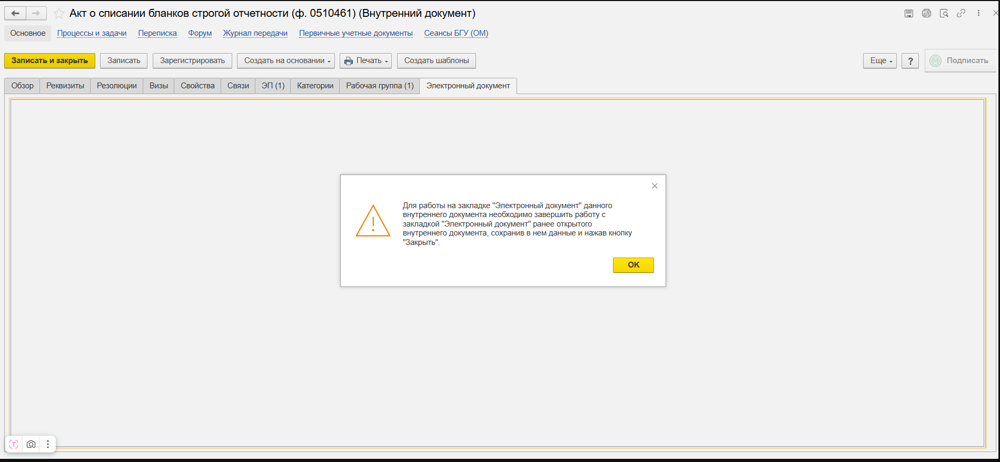 Акт о списании бланков строгой отчетности (ф. 0510461) (Внутренний документ)
Основное Процессы и задачи Переписка Форум Журнал передачи Первичные учетные документы Сеансы БГУ (ОМ)
Записать и закрыть Записать Зарегистрировать Создать на основании Печать Создать шаблоны Еще ? Подписать
Обзор Реквизиты Резолюции Визы Свойства Связи ЭП (1) Категории Рабочая группа (1) Электронный документ
Для работы на закладке "Электронный документ" данного
внутреннего документа необходимо завершить работу с
закладкой "Электронный документ" ранее открытого
внутреннего документа, сохранив в нем данные и нажав кнопку
"Закрыть".
OK